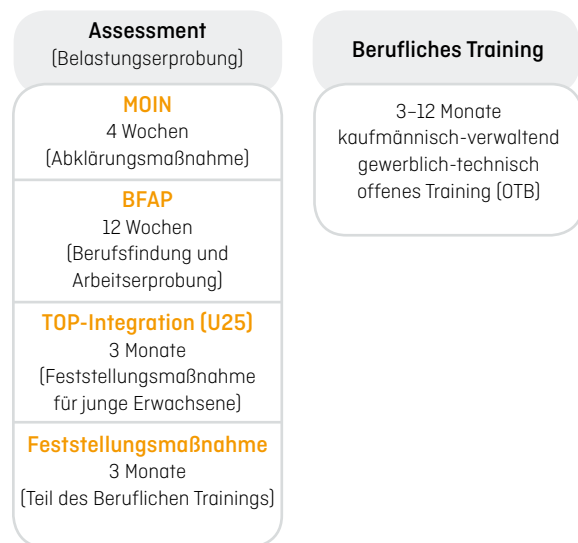 Assessment
(Belastungserprobung)
MOIN
4 Wochen
(Abklärungsmaßnahme)
BFAP
12 Wochen
(Berufsfindung und
Arbeitserprobung)
TOP-Integration (U25)
3 Monate
(Feststellungsmaßnahme
für junge Erwachsene)
Feststellungsmaßnahme
3 Monate
(Teil des Beruflichen Trainings)
Berufliches Training
3–12 Monate
kaufmännisch-verwaltend
gewerblich-technisch
offenes Training (OTB)